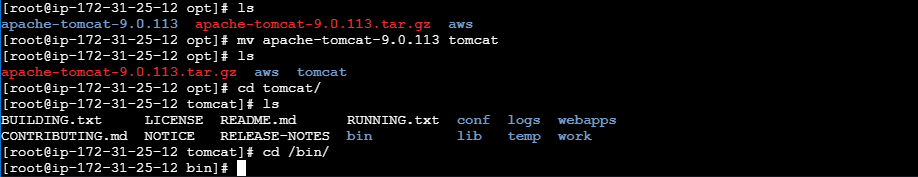 [root@ip-172-31-25-12 opt]# ls
apache-tomcat-9.0.113  apache-tomcat-9.0.113.tar.gz  aws
[root@ip-172-31-25-12 opt]# mv apache-tomcat-9.0.113 tomcat
[root@ip-172-31-25-12 opt]# ls
apache-tomcat-9.0.113.tar.gz  aws  tomcat
[root@ip-172-31-25-12 opt]# cd tomcat/
[root@ip-172-31-25-12 tomcat]# ls
BUILDING.txt     LICENSE  README.md      RUNNING.txt  conf  logs  webapps
CONTRIBUTING.md  NOTICE   RELEASE-NOTES  bin          lib   temp  work
[root@ip-172-31-25-12 tomcat]# cd /bin/
[root@ip-172-31-25-12 bin]#